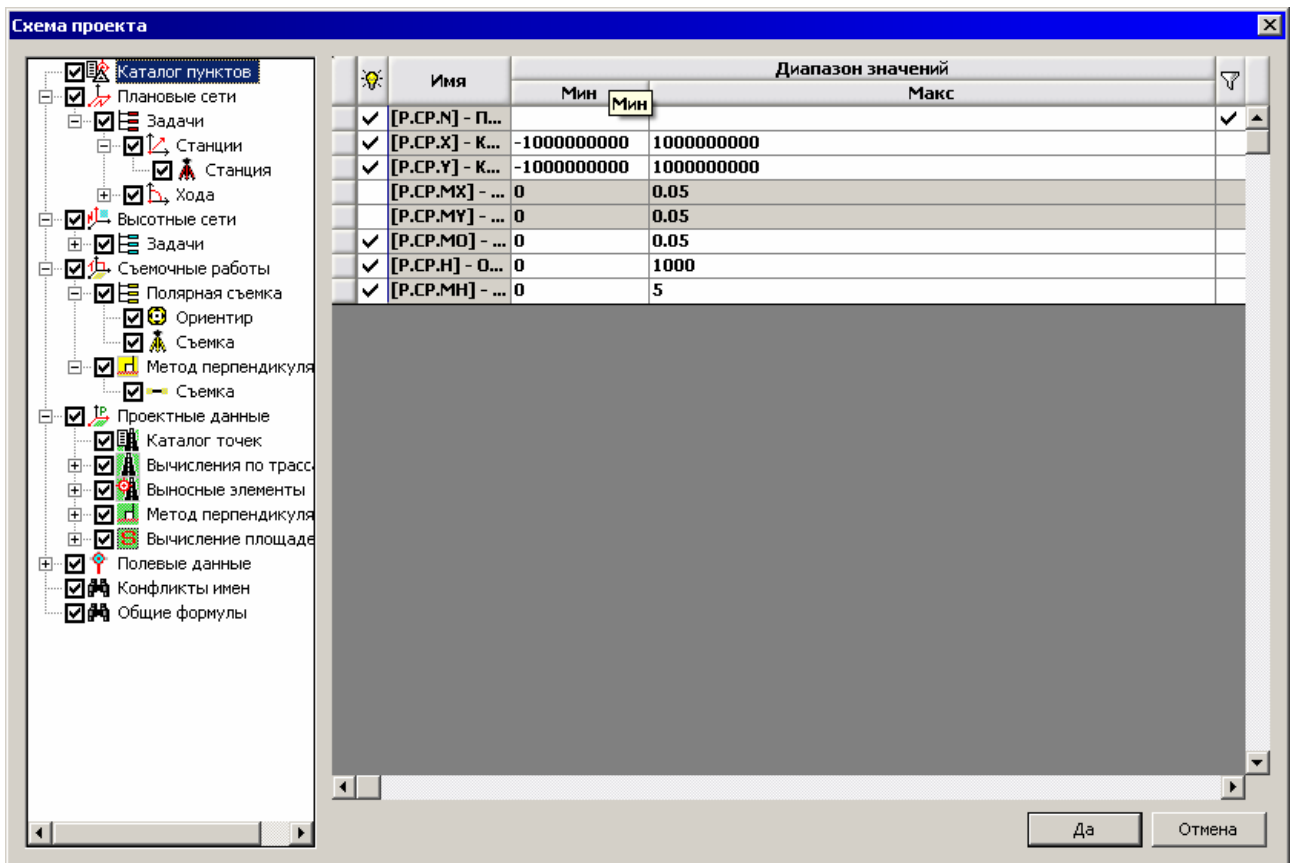 Схема проекта
Каталог пунктов
Плановые сети
Задачи
Станции
Станция
Хода
Высотные сети
Задачи
Съемочные работы
Полярная съемка
Ориентир
Съемка
Метод перпендикуля
Съемка
Проектные данные
Каталог точек
Вычисления по трасса
Выносные элементы
Метод перпендикуля
Вычисление площаде
Полевые данные
Конфликты имен
Общие формулы
Имя Диапазон значений
Мин Макс
Мин
[P.CP.N] - П...
[P.CP.X] - К... -1000000000 1000000000
[P.CP.Y] - К... -1000000000 1000000000
[P.CP.MX] - ... 0 0.05
[P.CP.MY] - ... 0 0.05
[P.CP.MO] - ... 0 0.05
[P.CP.H] - О... 0 1000
[P.CP.MH] - ... 0 5
Да Отмена